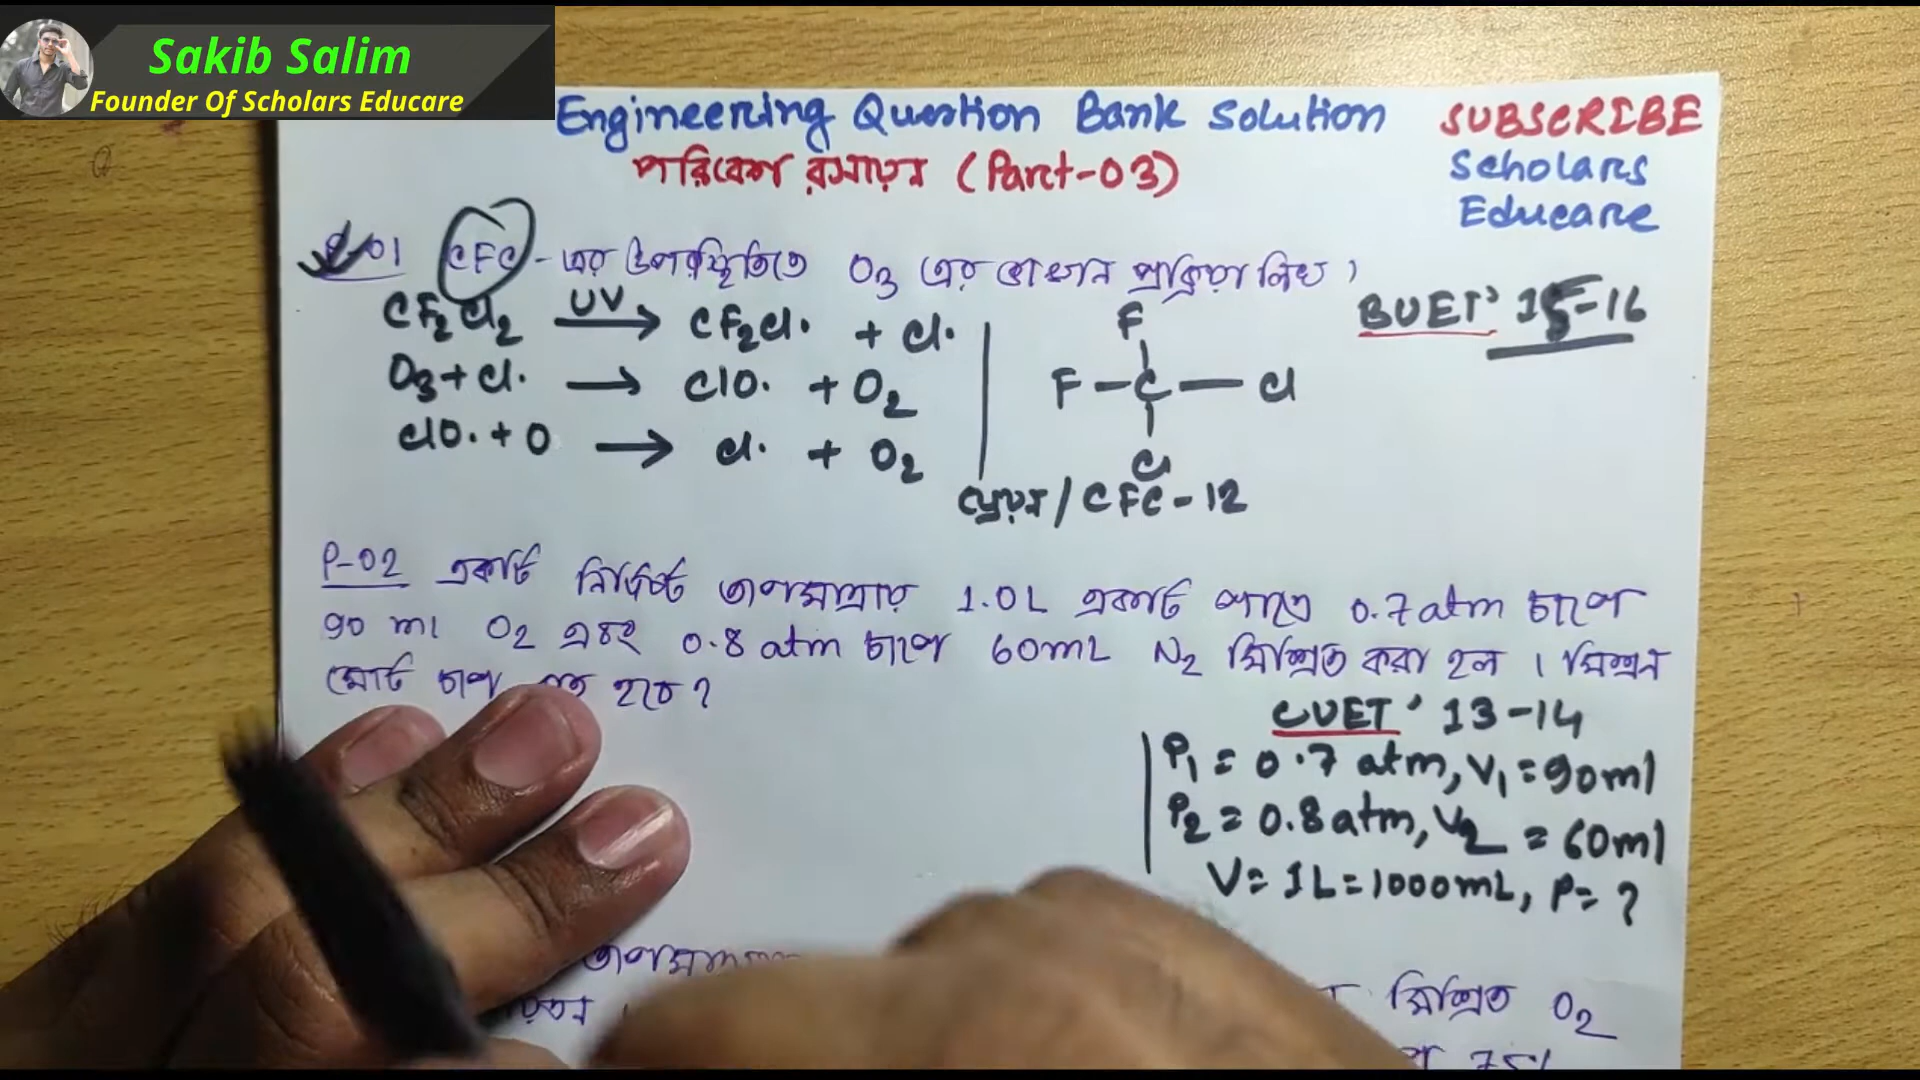 Sakib Salim
Founder Of Scholars Educare
Engineering Question Bank Solution
SUBSCRIBE
পরিবেশ রসায়ন (Part-03)
Scholars
Educare
01 CFC - এর উপস্থিতিতে O3 এর ভাঙ্গন প্রক্রিয়া লিখ।
BUET' 15-16
CF2Cl2 UV→ CF2Cl· + Cl·
O3 + Cl· → ClO· + O2
ClO· + O → Cl· + O2
F
F - C - Cl
Cl
ফ্রেয়ন / CFC - 12
P-02 একটি নির্দিষ্ট তাপমাত্রায় 1.0L একটি পাত্রে 0.7 atm চাপে
90 ml O2 এবং 0.8 atm চাপে 60mL N2 মিশ্রিত করা হল । মিশ্রন
মোট চাপ কত হবে ?
CUET' 13-14
P1 = 0.7 atm, V1 = 90ml
P2 = 0.8 atm, V2 = 60ml
V = 1L = 1000mL, P = ?
মিশ্রিত O2
75%